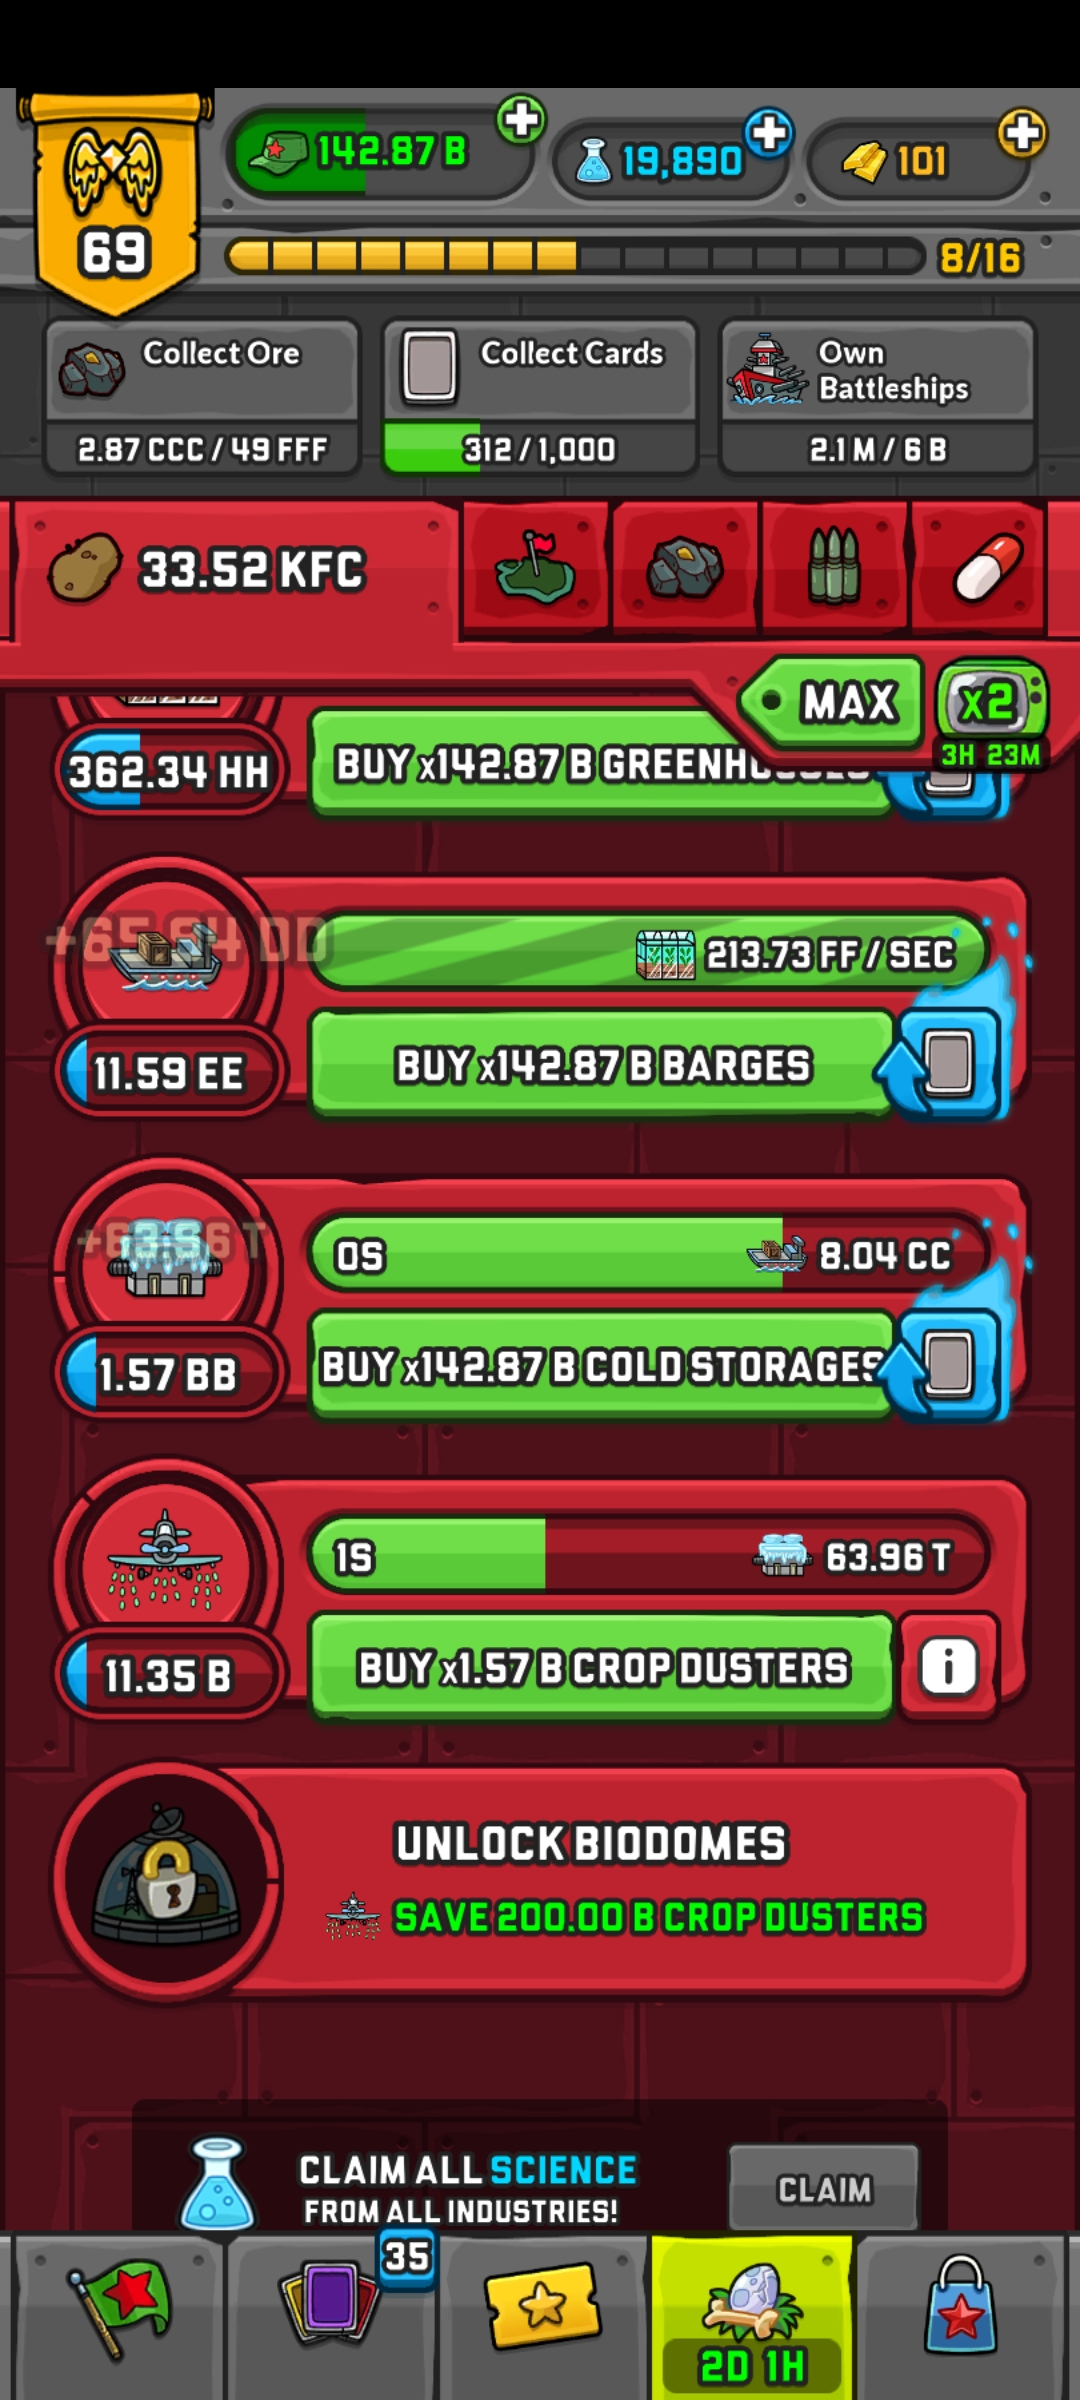 142.87 B
19,890
101
69
8/16
Collect Ore
2.87 CCC / 49 FFF
Collect Cards
312 / 1,000
Own
Battleships
2.1 M / 6 B
33.52 KFC
MAX
x2
3H 23M
362.34 HH
BUY x142.87 B GREENHOUSES
+65.84 DD
213.73 FF / SEC
11.59 EE
BUY x142.87 B BARGES
+63.96 T
0S
8.04 CC
1.57 BB
BUY x142.87 B COLD STORAGES
1S
63.96 T
11.35 B
BUY x1.57 B CROP DUSTERS
i
UNLOCK BIODOMES
SAVE 200.00 B CROP DUSTERS
CLAIM ALL SCIENCE
FROM ALL INDUSTRIES!
CLAIM
35
2D 1H